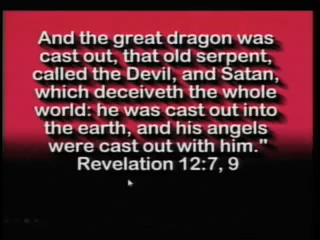 And the great dragon was
cast out, that old serpent,
called the Devil, and Satan,
which deceiveth the whole
world: he was cast out into
the earth, and his angels
were cast out with him."
Revelation 12:7, 9